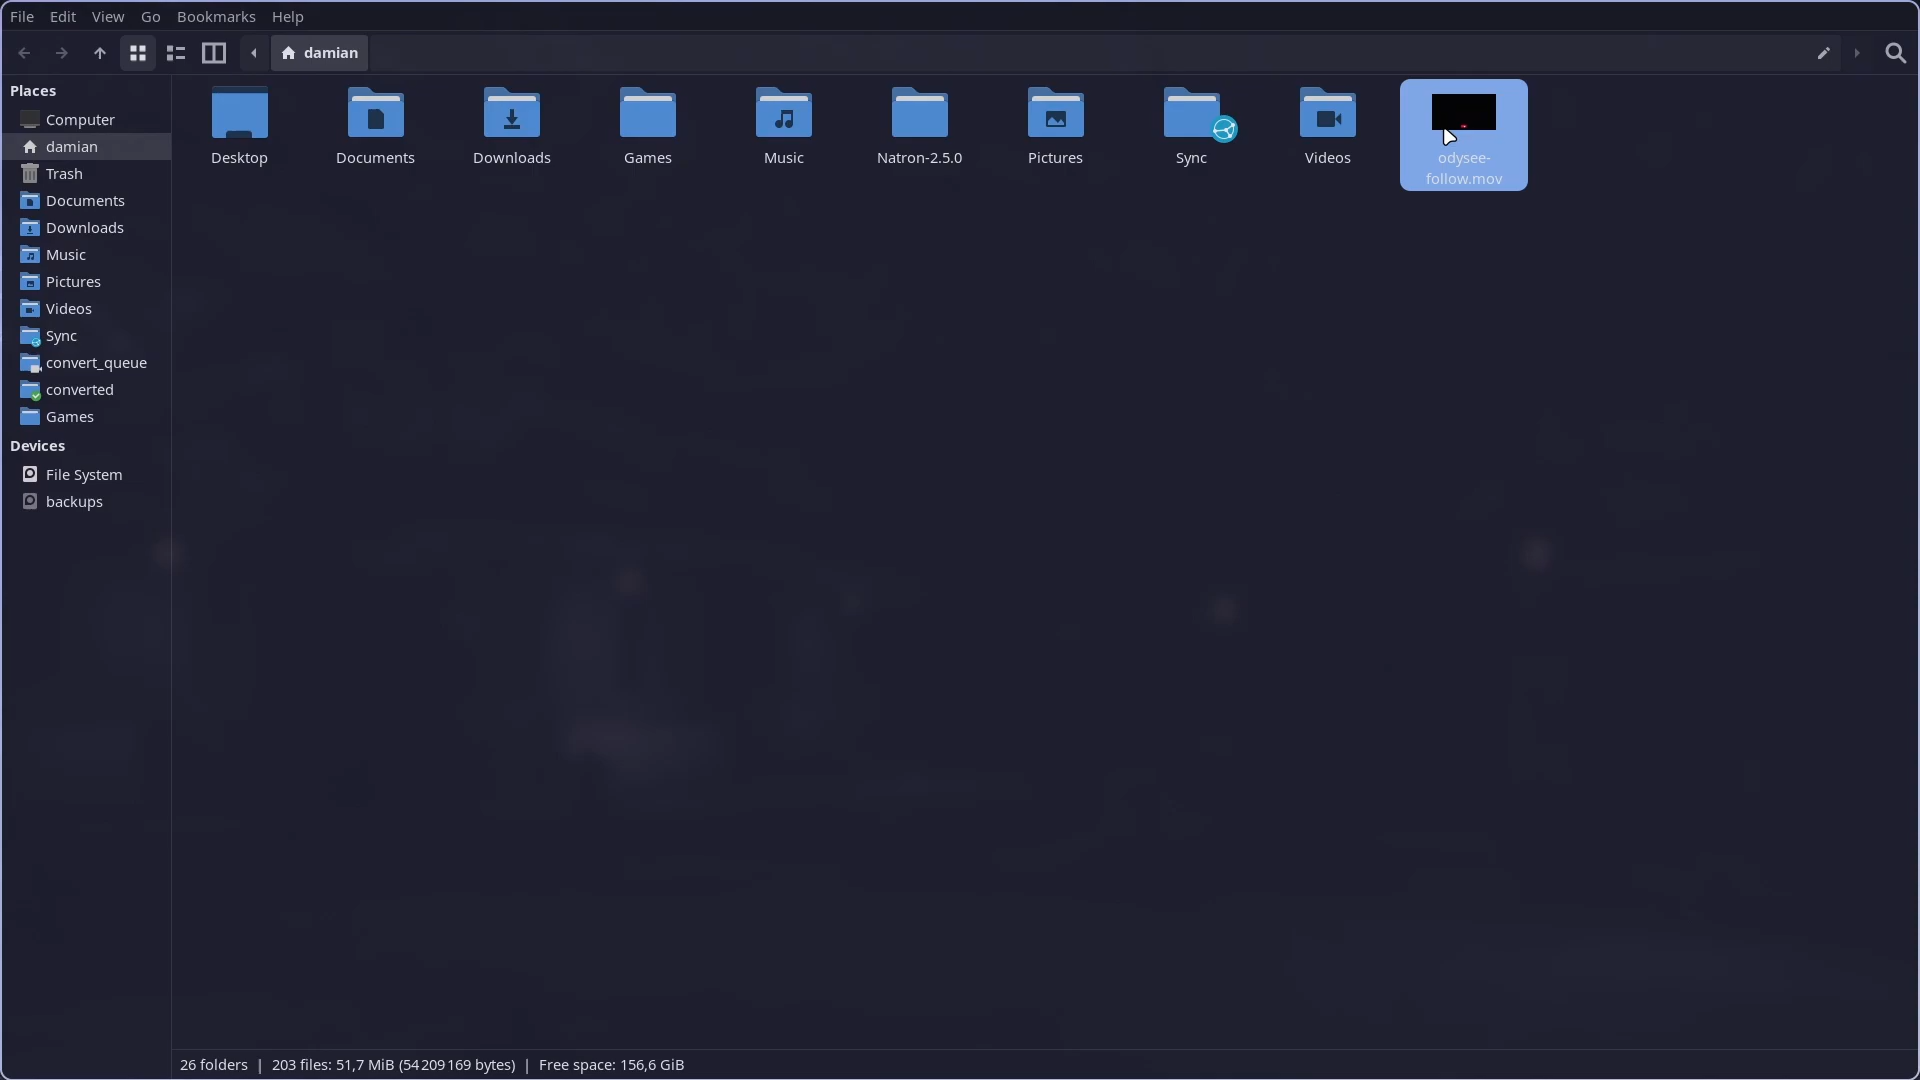 File Edit View Go Bookmarks Help
damian
Places
Computer
damian
Trash
Documents
Downloads
Music
Pictures
Videos
Sync
convert_queue
converted
Games
Devices
File System
backups
Desktop Documents Downloads Games Music Natron-2.5.0 Pictures Sync Videos odysee-
follow.mov
26 folders | 203 files: 51,7 MiB (54 209 169 bytes) | Free space: 156,6 GiB